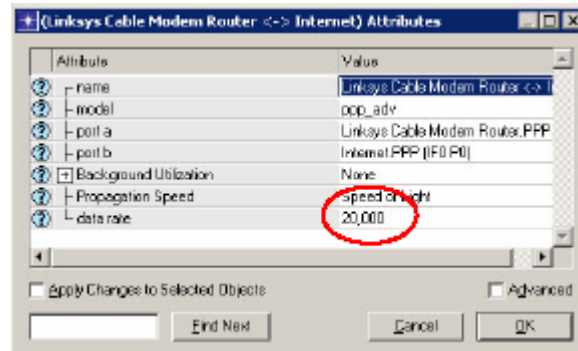 (Linksys Cable Modem Router <-> Internet) Attributes
Attribute Value
name Linksys Cable Modem Router <-> I
model ppp_adv
port a Linksys Cable Modem Router.PPP
port b Internet.PPP (IF0 P0)
Background Utilization None
Propagation Speed Speed of Light
data rate 20,000
Apply Changes to Selected Objects Advanced
Find Next Cancel OK